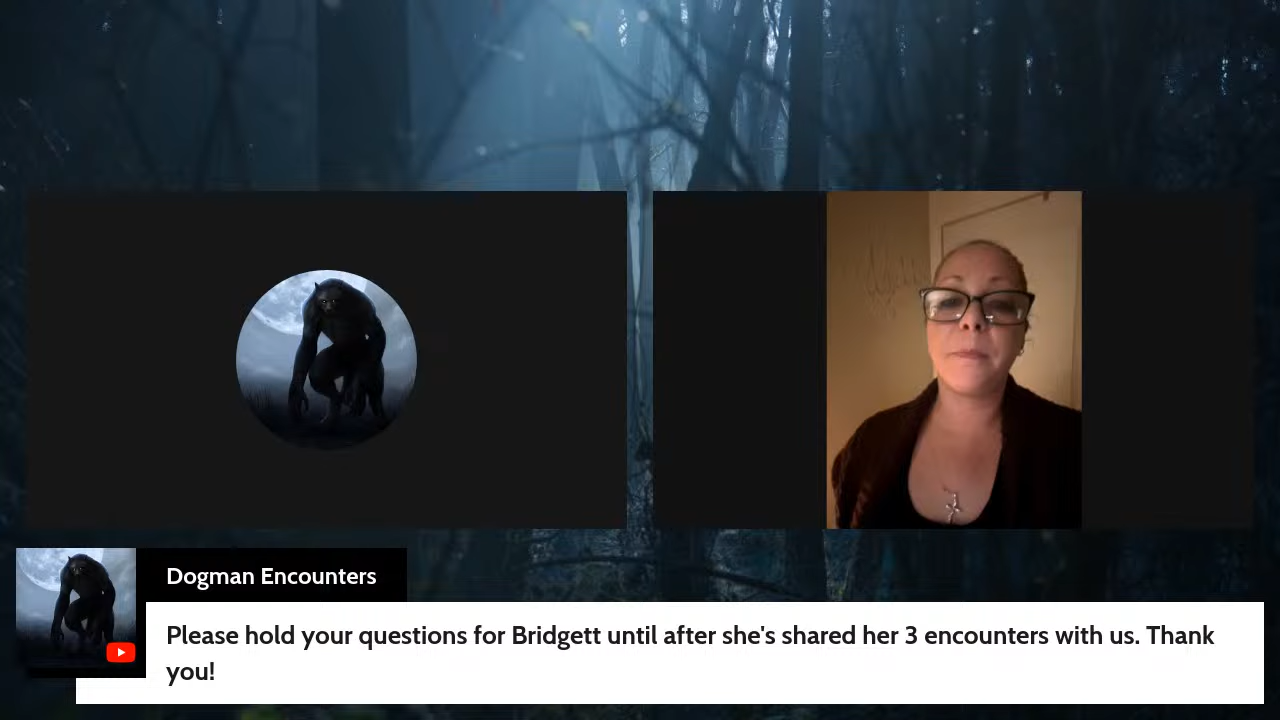 Dogman Encounters
Please hold your questions for Bridgett until after she's shared her 3 encounters with us. Thank
you!